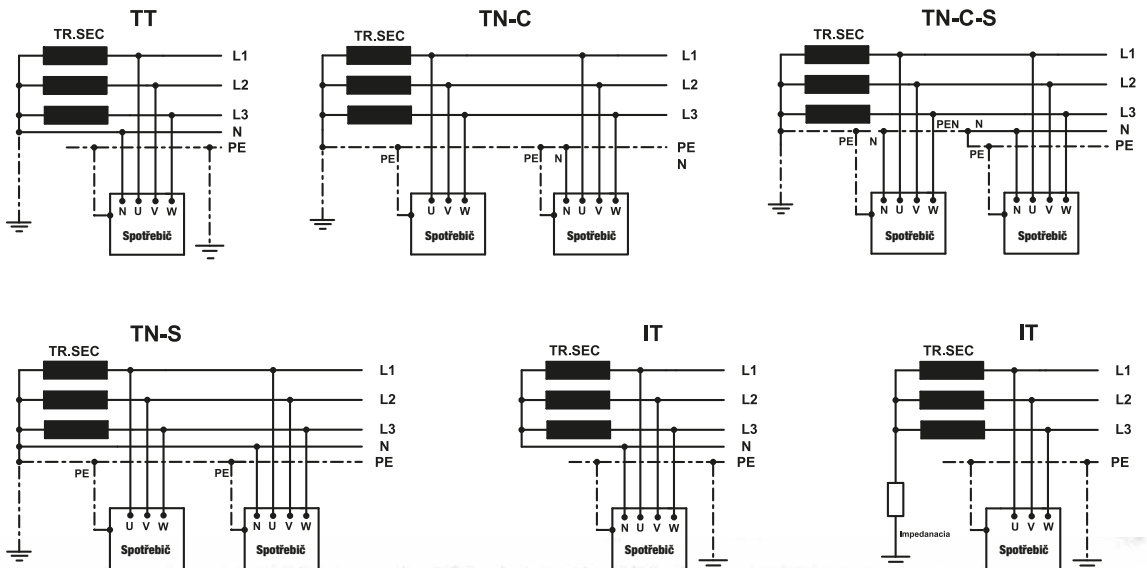 TT
TR.SEC
L1
L2
L3
N
PE
N U V W
Spotřebič
TN-C
TR.SEC
L1
L2
L3
PE
N
PE
PE N
U V W
N U V W
Spotřebič
Spotřebič
TN-C-S
TR.SEC
L1
L2
L3
PEN N
N
PE
PE N
PE
N U V W
N U V W
Spotřebič
Spotřebič
TN-S
TR.SEC
L1
L2
L3
N
PE
PE
PE
U V W
N U V W
Spotřebič
Spotřebič
IT
TR.SEC
L1
L2
L3
N
PE
N U V W
Spotřebič
IT
TR.SEC
L1
L2
L3
PE
U V W
Impedanacia
Spotřebič